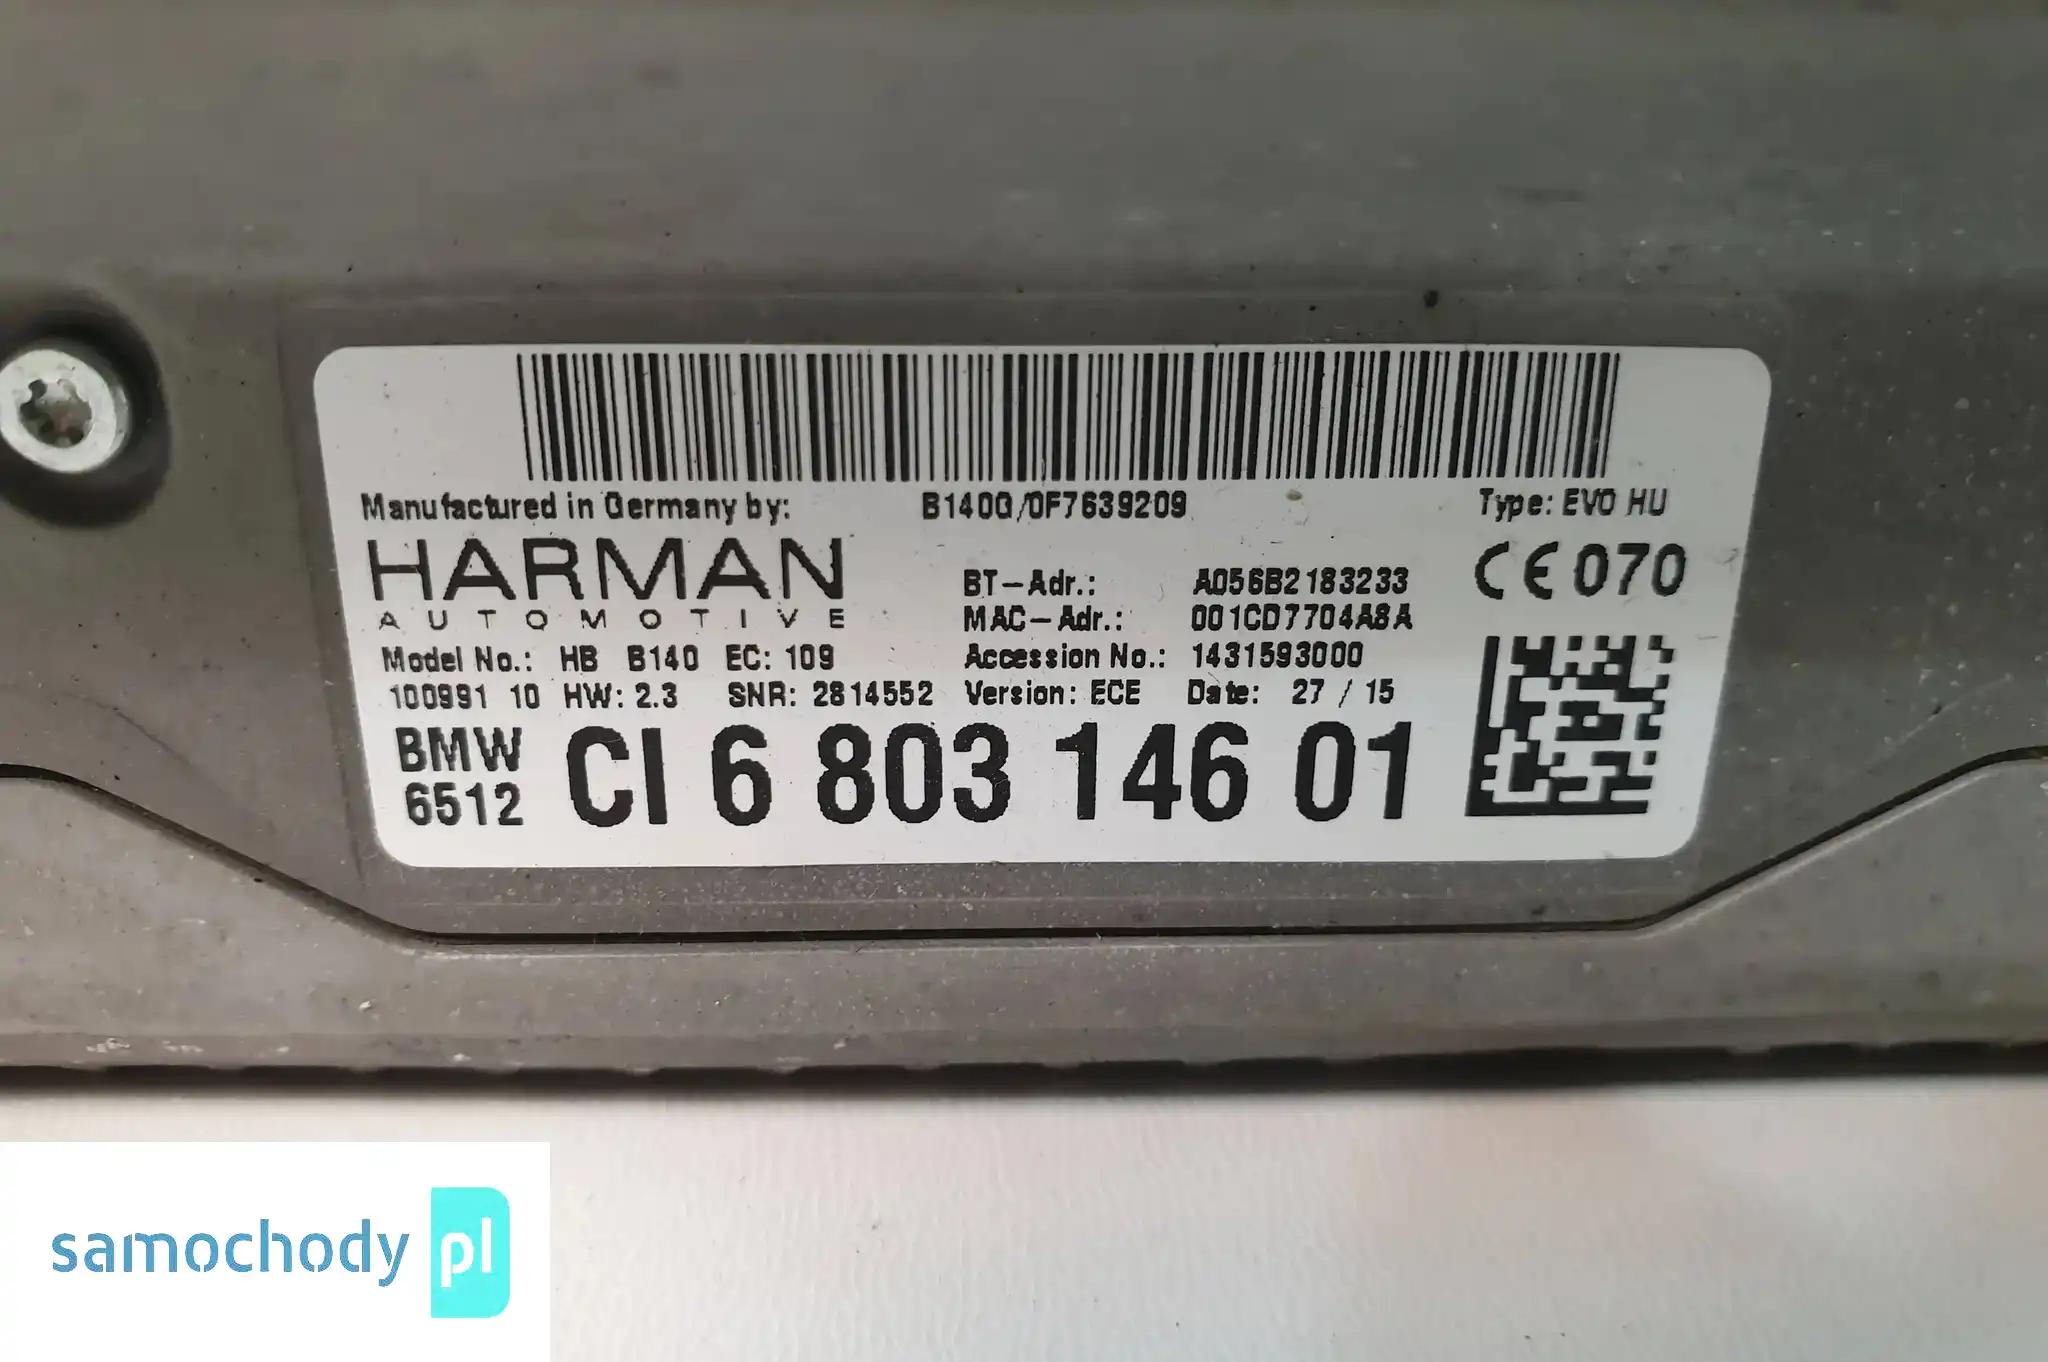 Manufactured in Germany by: B140G/0F7639209 Type: EVO HU
HARMAN CE 070
AUTOMOTIVE
BT-Adr.: A056B2183233
MAC-Adr.: 001CD7704A8A
Model No.: HB B140 EC: 109 Accession No.: 1431593000
100991 10 HW: 2.3 SNR: 2814552 Version: ECE Date: 27 / 15
BMW
6512 CI 6 803 146 01
samochody pl